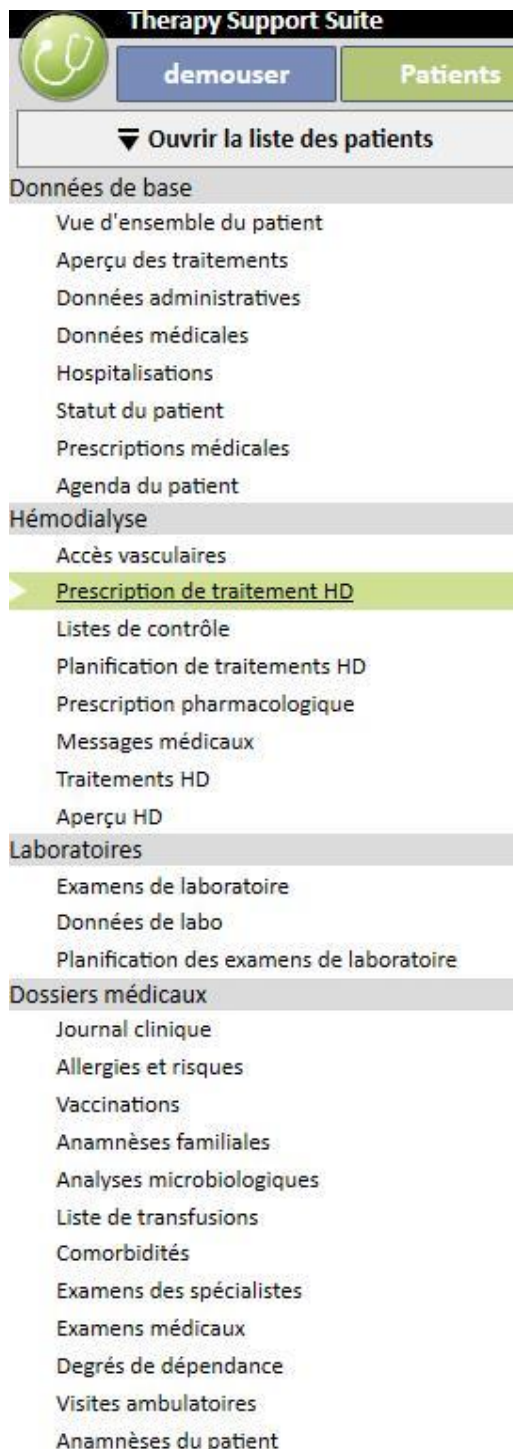 Therapy Support Suite
demouser Patients
Ouvrir la liste des patients
Données de base
Vue d'ensemble du patient
Aperçu des traitements
Données administratives
Données médicales
Hospitalisations
Statut du patient
Prescriptions médicales
Agenda du patient
Hémodialyse
Accès vasculaires
Prescription de traitement HD
Listes de contrôle
Planification de traitements HD
Prescription pharmacologique
Messages médicaux
Traitements HD
Aperçu HD
Laboratoires
Examens de laboratoire
Données de labo
Planification des examens de laboratoire
Dossiers médicaux
Journal clinique
Allergies et risques
Vaccinations
Anamnèses familiales
Analyses microbiologiques
Liste de transfusions
Comorbidités
Examens des spécialistes
Examens médicaux
Degrés de dépendance
Visites ambulatoires
Anamnèses du patient